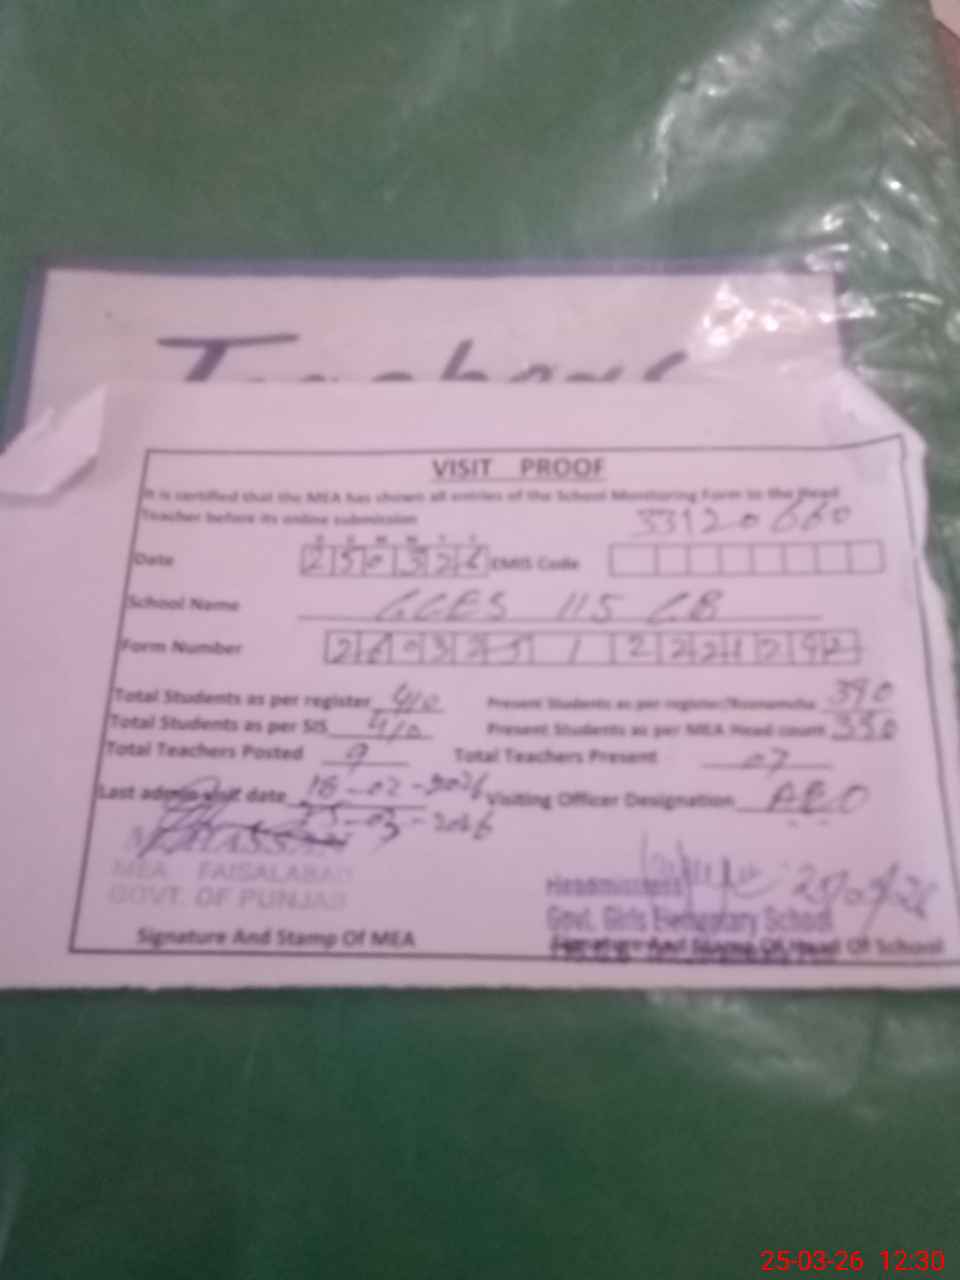 Teachers
VISIT PROOF
It is certified that the MEA has shown all entries of the School Monitoring Form to the Head
Teacher before its online submission
33120660
Date 250326 EMIS Code
School Name GGES 115 GB
Form Number
Total Students as per register 410 Present Students as per register/Roznamcha 390
Total Students as per SIS 410 Present Students as per MEA Head count
Total Teachers Posted 9 Total Teachers Present 07
Last admin visit date 18-02-2026 Visiting Officer Designation AEO
25-03-2026
MEA FAISALABAD
GOVT. OF PUNJAB
Headmistress 25/03/26
Govt. Girls Elementary School
Signature And Stamp Of MEA Signature And Stamp Of Head Of School
25-03-26 12:30